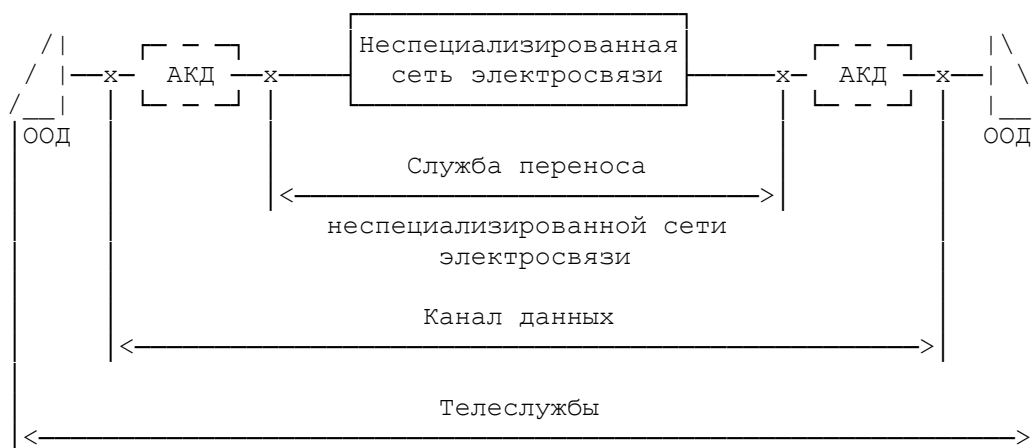 Неспециализированная
АКД сеть электросвязи АКД
x x x x
ООД ООД
Служба переноса
неспециализированной сети
электросвязи
Канал данных
Телеслужбы